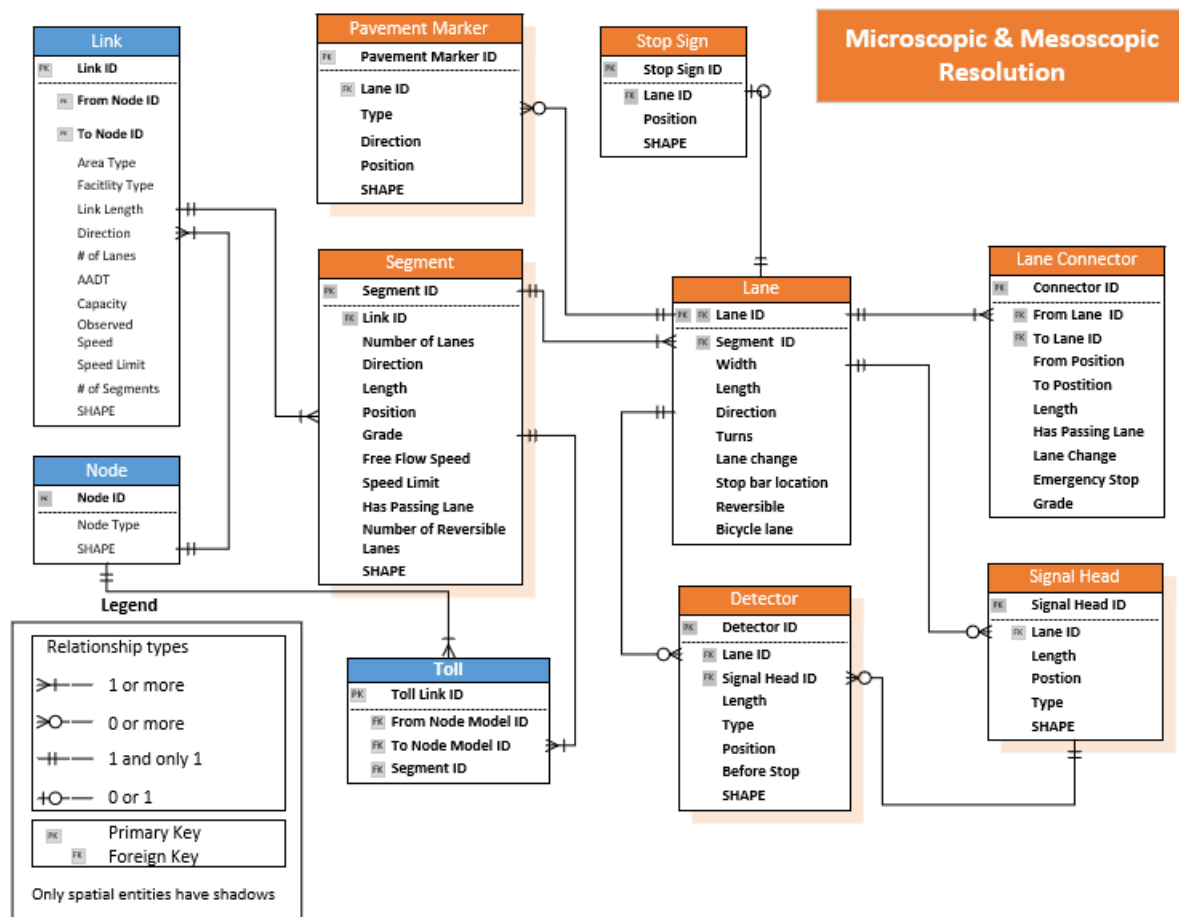 Microscopic & Mesoscopic
Resolution
Link
PK Link ID
FK From Node ID
FK To Node ID
Area Type
Facitlity Type
Link Length
Direction
# of Lanes
AADT
Capacity
Observed
Speed
Speed Limit
# of Segments
SHAPE
Node
PK Node ID
Node Type
SHAPE
Pavement Marker
PK Pavement Marker ID
FK Lane ID
Type
Direction
Position
SHAPE
Segment
PK Segment ID
FK Link ID
Number of Lanes
Direction
Length
Position
Grade
Free Flow Speed
Speed Limit
Has Passing Lane
Number of Reversible
Lanes
SHAPE
Toll
PK Toll Link ID
FK From Node Model ID
FK To Node Model ID
FK Segment ID
Stop Sign
PK Stop Sign ID
FK Lane ID
Position
SHAPE
Lane
PK FK Lane ID
FK Segment ID
Width
Length
Direction
Turns
Lane change
Stop bar location
Reversible
Bicycle lane
Detector
PK Detector ID
FK Lane ID
FK Signal Head ID
Length
Type
Position
Before Stop
SHAPE
Lane Connector
PK Connector ID
FK From Lane ID
FK To Lane ID
From Position
To Postition
Length
Has Passing Lane
Lane Change
Emergency Stop
Grade
Signal Head
PK Signal Head ID
FK Lane ID
Length
Postion
Type
SHAPE
Legend
Relationship types
1 or more
0 or more
1 and only 1
0 or 1
PK Primary Key
FK Foreign Key
Only spatial entities have shadows